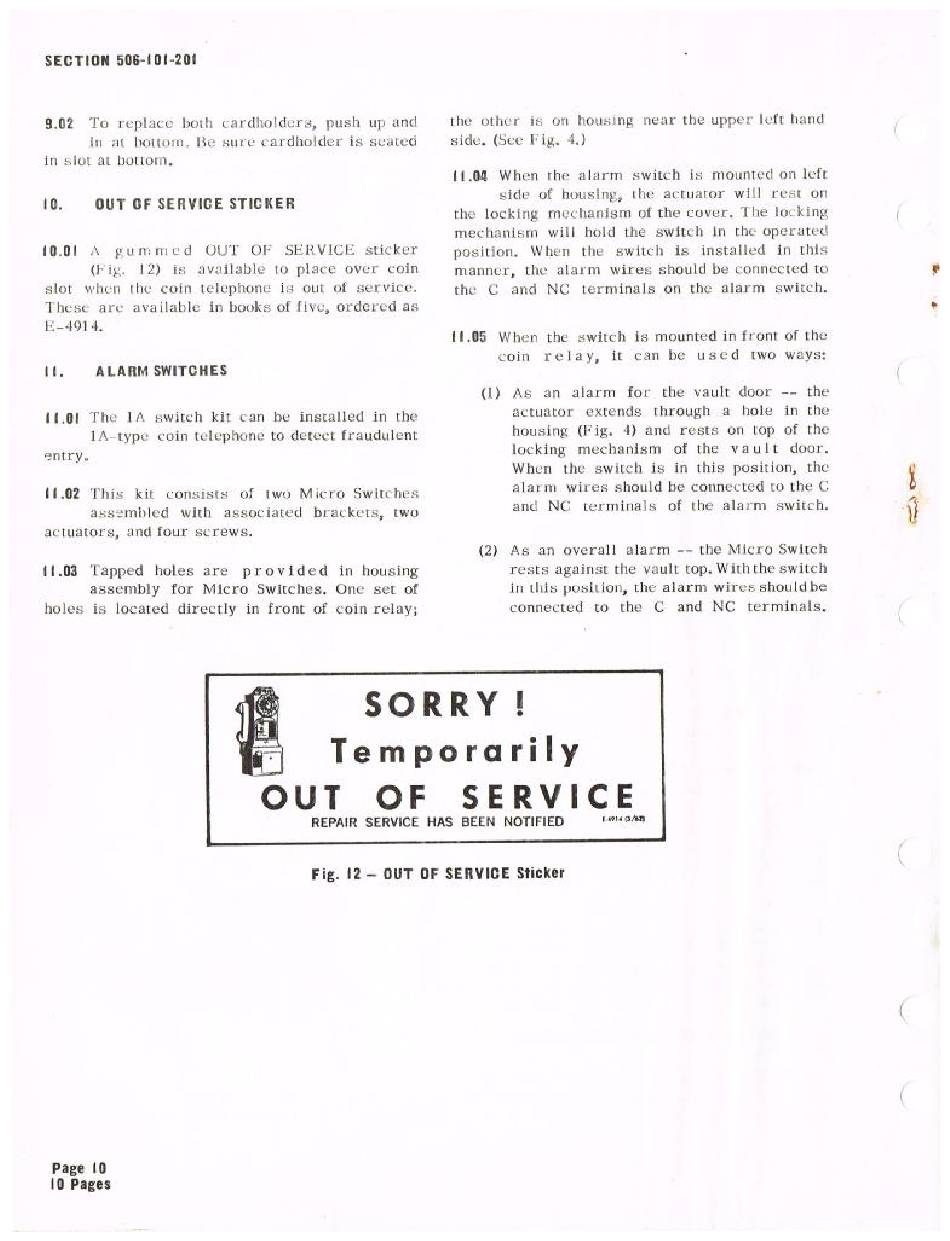 SECTION 506-101-201
9.02 To replace both cardholders, push up and
in at bottom. Be sure cardholder is seated
in slot at bottom.
10. OUT OF SERVICE STICKER
10.01 A gummed OUT OF SERVICE sticker
(Fig. 12) is available to place over coin
slot when the coin telephone is out of service.
These are available in books of five, ordered as
E-4914.
11. ALARM SWITCHES
11.01 The 1A switch kit can be installed in the
1A-type coin telephone to detect fraudulent
entry.
11.02 This kit consists of two Micro Switches
assembled with associated brackets, two
actuators, and four screws.
11.03 Tapped holes are provided in housing
assembly for Micro Switches. One set of
holes is located directly in front of coin relay;
the other is on housing near the upper left hand
side. (See Fig. 4.)
11.04 When the alarm switch is mounted on left
side of housing, the actuator will rest on
the locking mechanism of the cover. The locking
mechanism will hold the switch in the operated
position. When the switch is installed in this
manner, the alarm wires should be connected to
the C and NC terminals on the alarm switch.
11.05 When the switch is mounted in front of the
coin relay, it can be used two ways:
(1) As an alarm for the vault door -- the
actuator extends through a hole in the
housing (Fig. 4) and rests on top of the
locking mechanism of the vault door.
When the switch is in this position, the
alarm wires should be connected to the C
and NC terminals of the alarm switch.
(2) As an overall alarm -- the Micro Switch
rests against the vault top. With the switch
in this position, the alarm wires should be
connected to the C and NC terminals.
SORRY!
Temporarily
OUT OF SERVICE
REPAIR SERVICE HAS BEEN NOTIFIED
Fig. 12 – OUT OF SERVICE Sticker
Page 10
10 Pages